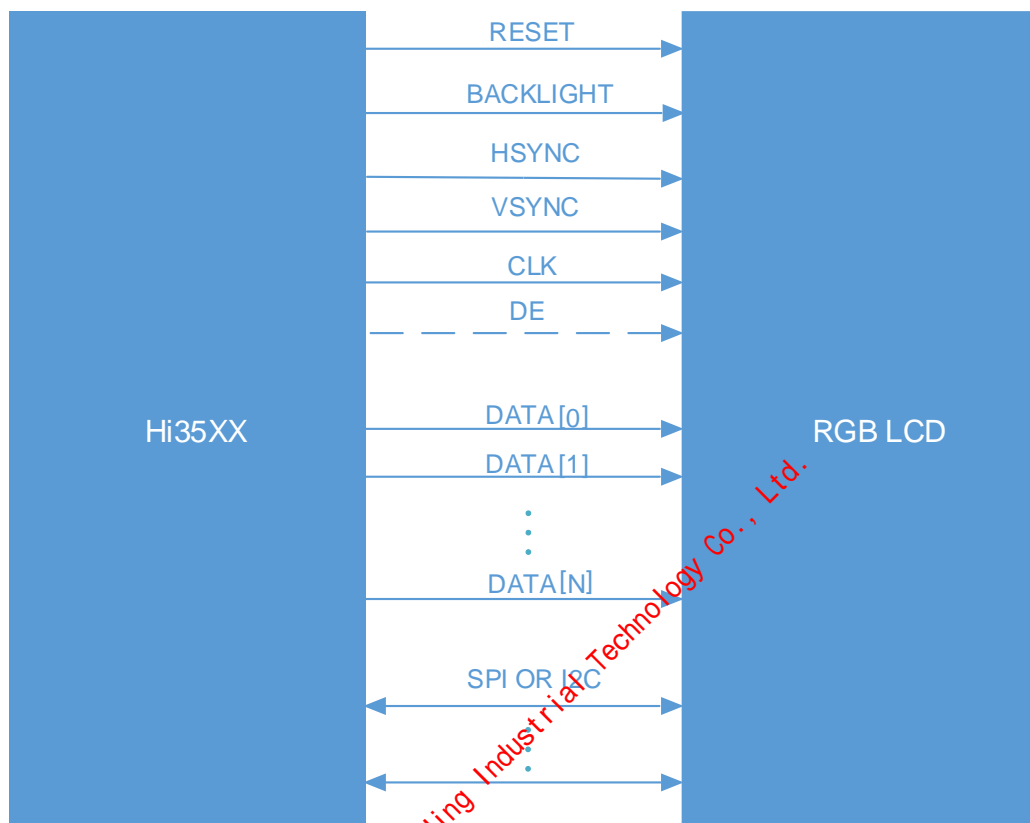 RESET
BACKLIGHT
HSYNC
VSYNC
CLK
DE
Hi35XX
DATA[0]
RGB LCD
DATA[1]
DATA[N]
SPI OR I2C
Industrial Technology Co., Ltd.